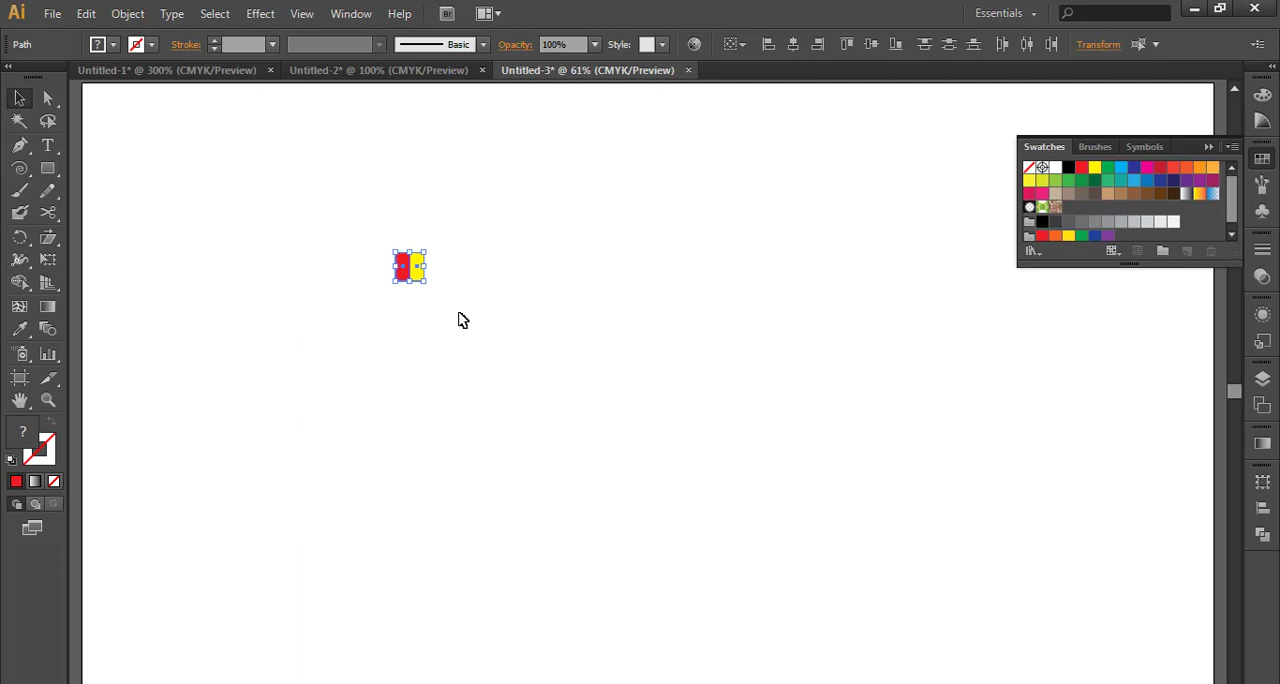 Ai File Edit Object Type Select Effect View Window Help Br Essentials
Path ? Stroke: Basic Opacity: 100% Style: Transform
Untitled-1* @ 300% (CMYK/Preview) × Untitled-2* @ 100% (CMYK/Preview) × Untitled-3* @ 61% (CMYK/Preview) ×
Swatches Brushes Symbols
T
?